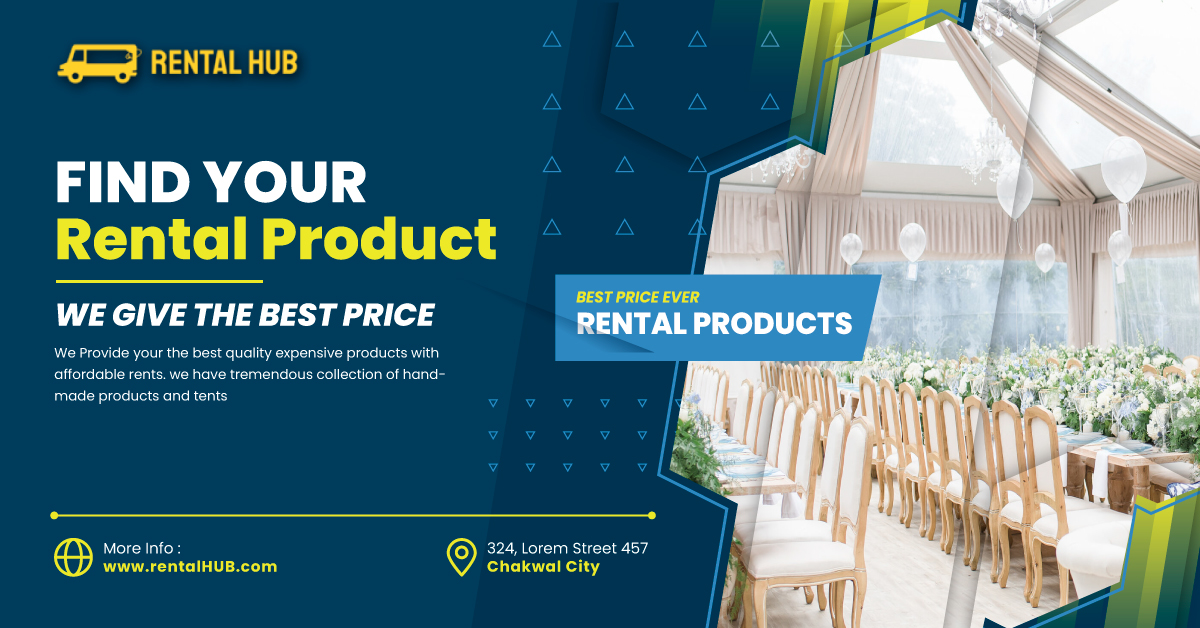 RENTAL HUB
FIND YOUR
Rental Product
WE GIVE THE BEST PRICE
We Provide your the best quality expensive products with
affordable rents. we have tremendous collection of hand-
made products and tents
BEST PRICE EVER
RENTAL PRODUCTS
More Info :
www.rentalHUB.com
324, Lorem Street 457
Chakwal City